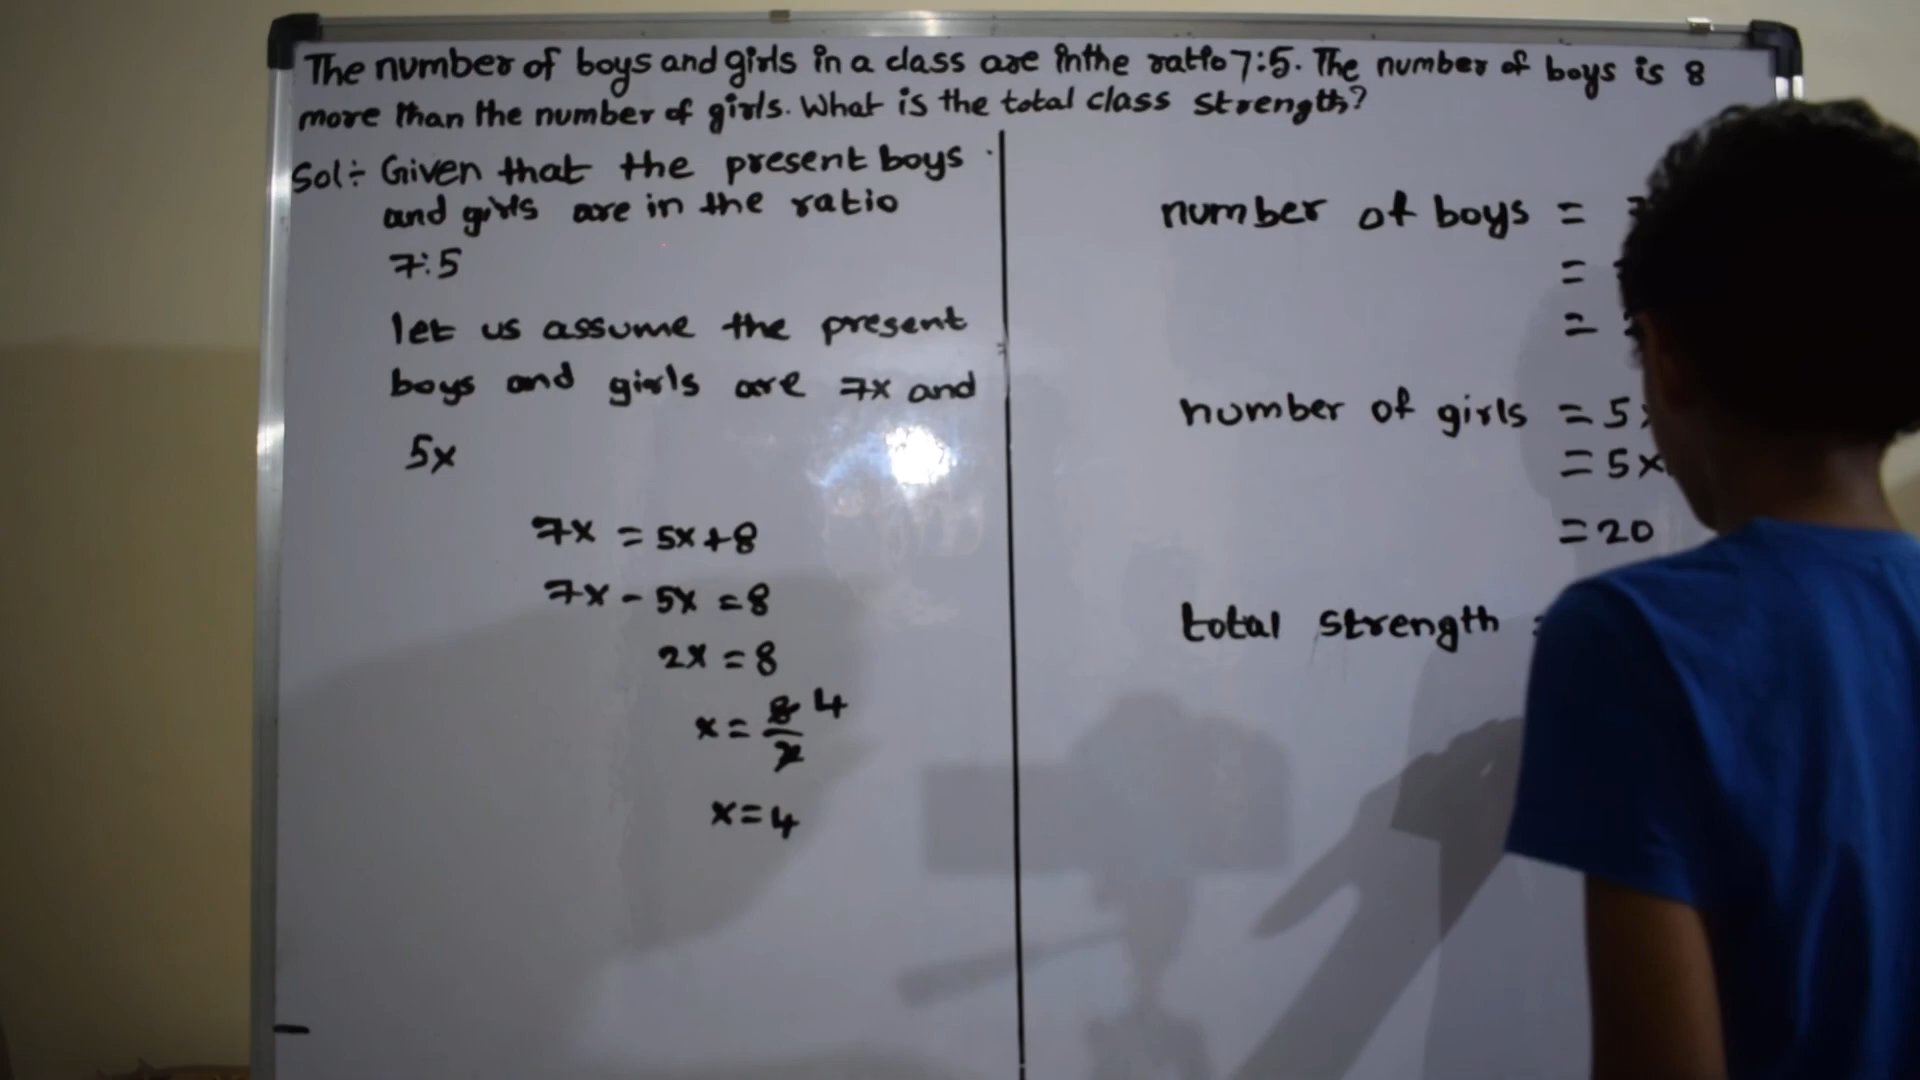 The number of boys and girls in a class are in the ratio 7:5. The number of boys is 8
more than the number of girls. What is the total class strength?
Sol÷ Given that the present boys
and girls are in the ratio
7:5
let us assume the present
boys and girls are 7x and
5x
7x = 5x+8
7x - 5x = 8
2x = 8
x = 8/2 4
x = 4
number of boys =
=
=
number of girls = 5x
= 5x
= 20
total strength =